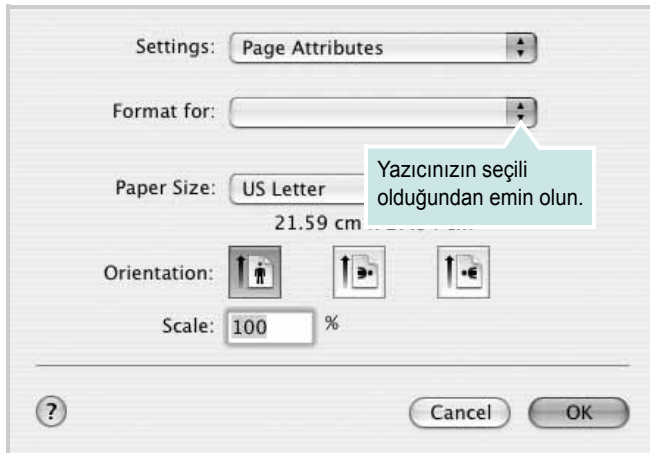 Settings: Page Attributes
Format for:
Yazıcınızın seçili
olduğundan emin olun.
Paper Size: US Letter
21.59 cm
Orientation:
Scale: 100 %
? Cancel OK